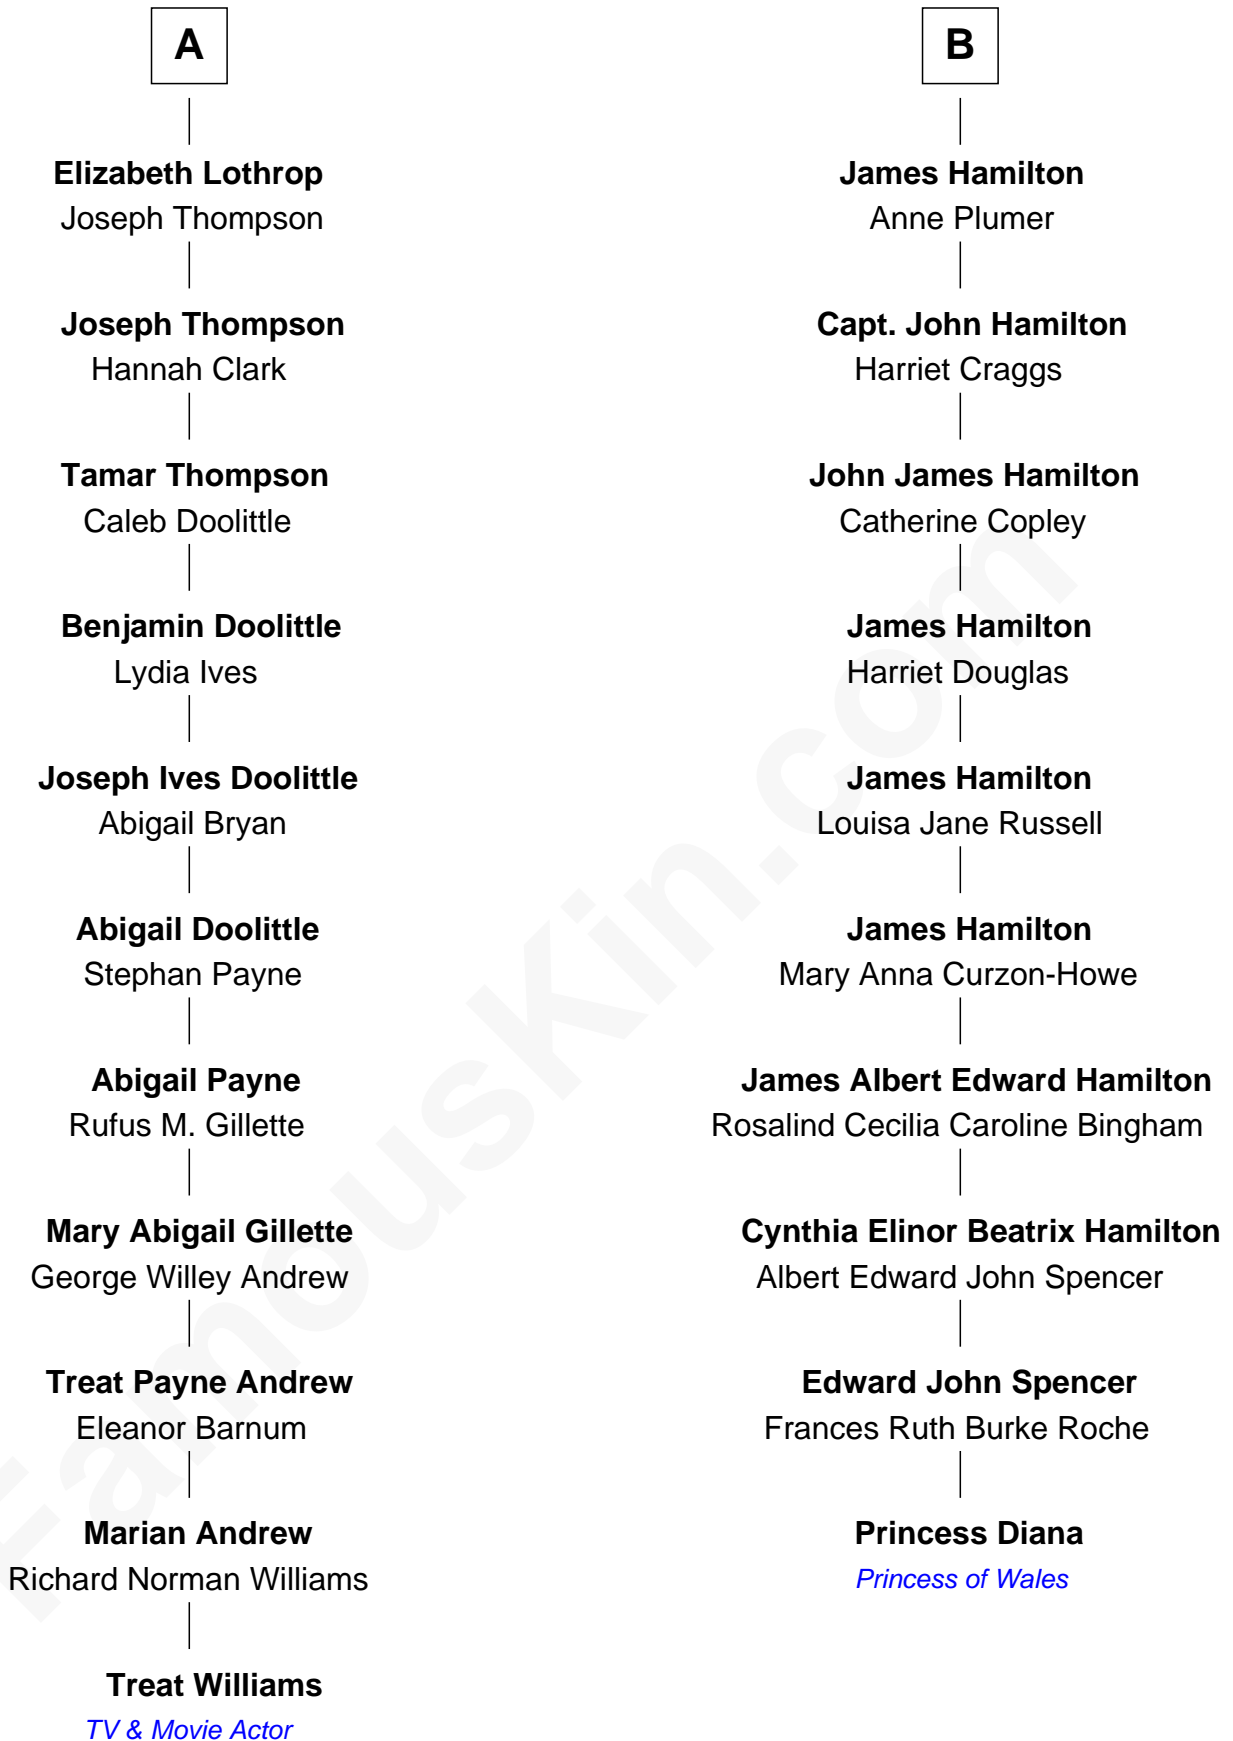 A
Elizabeth Lothrop
Joseph Thompson
Joseph Thompson
Hannah Clark
Tamar Thompson
Caleb Doolittle
Benjamin Doolittle
Lydia Ives
Joseph Ives Doolittle
Abigail Bryan
Abigail Doolittle
Stephan Payne
Abigail Payne
Rufus M. Gillette
Mary Abigail Gillette
George Willey Andrew
Treat Payne Andrew
Eleanor Barnum
Marian Andrew
Richard Norman Williams
Treat Williams
TV & Movie Actor
B
James Hamilton
Anne Plumer
Capt. John Hamilton
Harriet Craggs
John James Hamilton
Catherine Copley
James Hamilton
Harriet Douglas
James Hamilton
Louisa Jane Russell
James Hamilton
Mary Anna Curzon-Howe
James Albert Edward Hamilton
Rosalind Cecilia Caroline Bingham
Cynthia Elinor Beatrix Hamilton
Albert Edward John Spencer
Edward John Spencer
Frances Ruth Burke Roche
Princess Diana
Princess of Wales
FamousKin.com